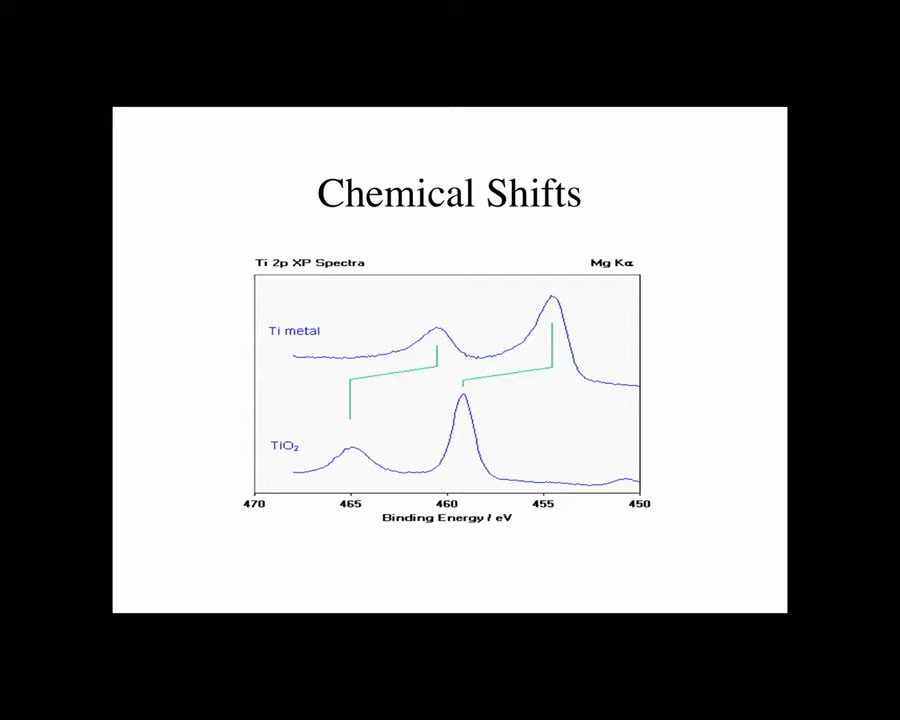 Chemical Shifts
Ti 2p XP Spectra
Mg Kα
Ti metal
TiO₂
470 465 460 455 450
Binding Energy / eV